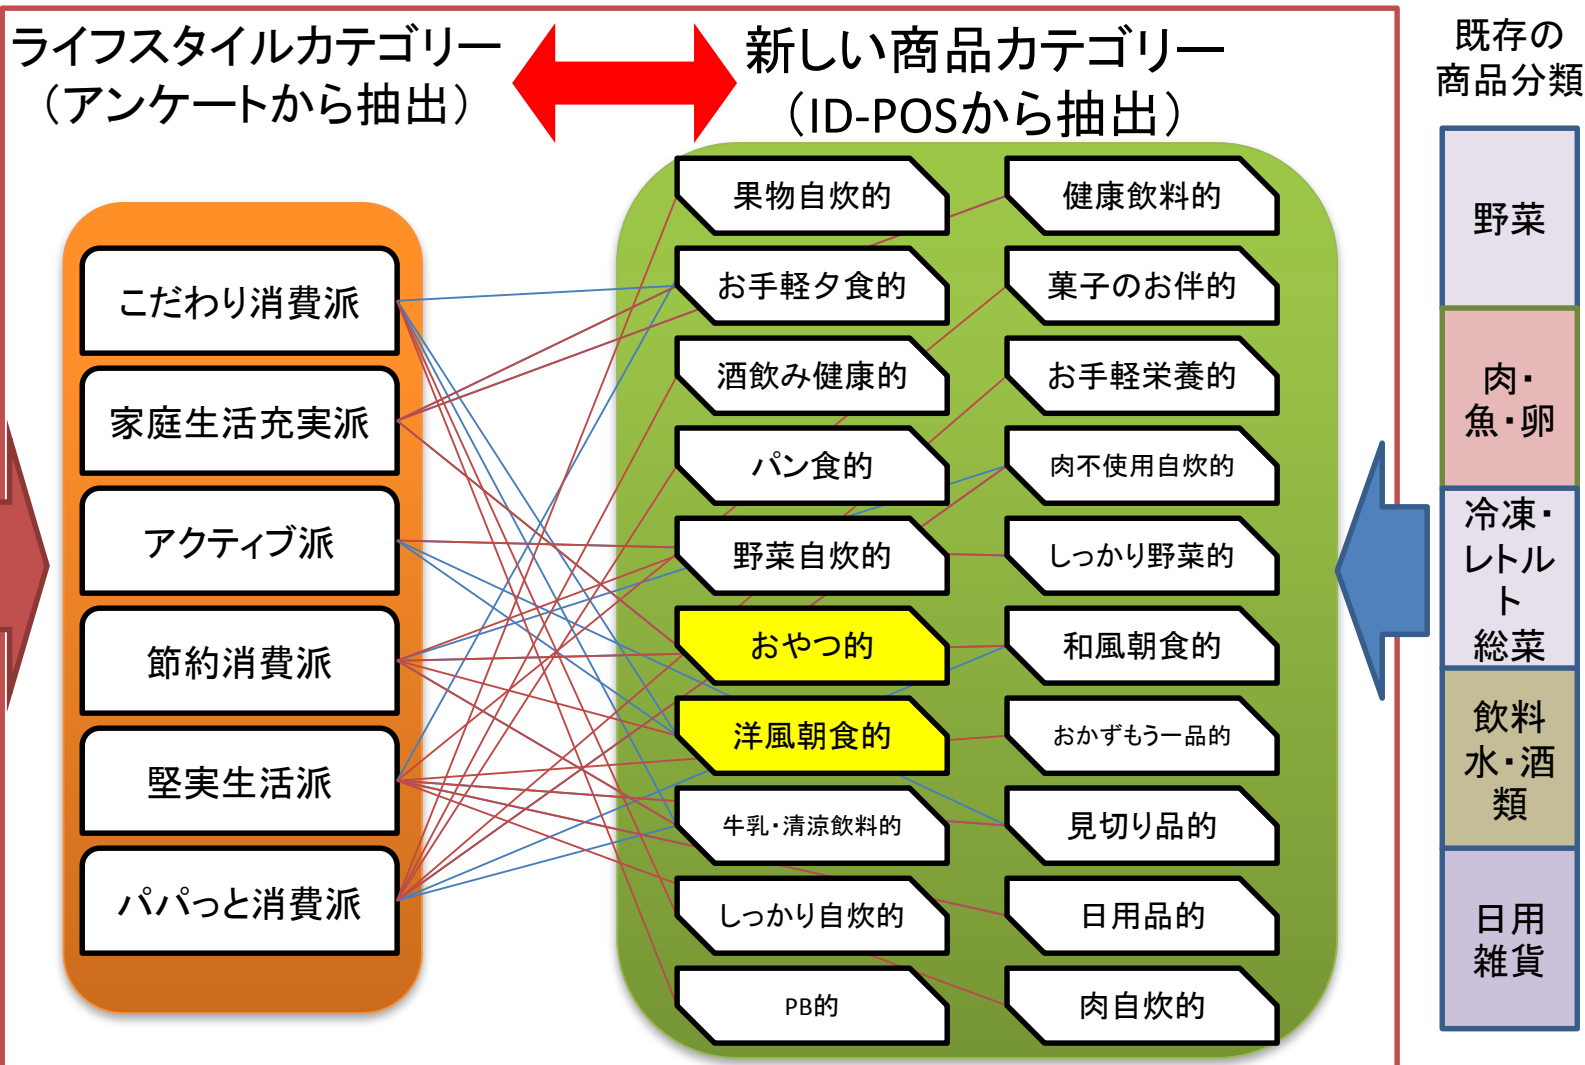 ライフスタイルカテゴリー
（アンケートから抽出）
新しい商品カテゴリー
（ID-POSから抽出）
既存の
商品分類
こだわり消費派
家庭生活充実派
アクティブ派
節約消費派
堅実生活派
パパっと消費派
果物自炊的
健康飲料的
お手軽夕食的
菓子のお伴的
酒飲み健康的
お手軽栄養的
パン食的
肉不使用自炊的
野菜自炊的
しっかり野菜的
おやつ的
和風朝食的
洋風朝食的
おかずもう一品的
牛乳・清涼飲料的
見切り品的
しっかり自炊的
日用品的
PB的
肉自炊的
野菜
肉・
魚・卵
冷凍・
レトル
ト
総菜
飲料
水・酒
類
日用
雑貨